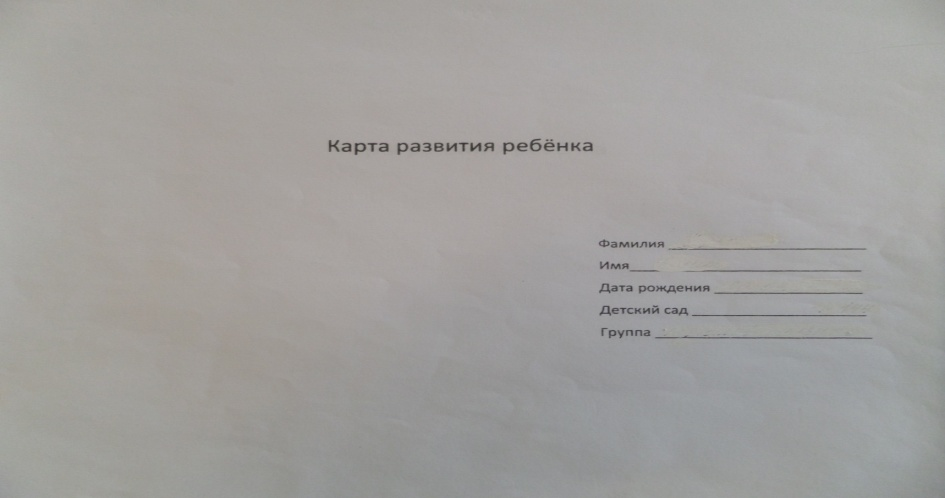 Карта развития ребёнка
Фамилия
Имя
Дата рождения
Детский сад
Группа